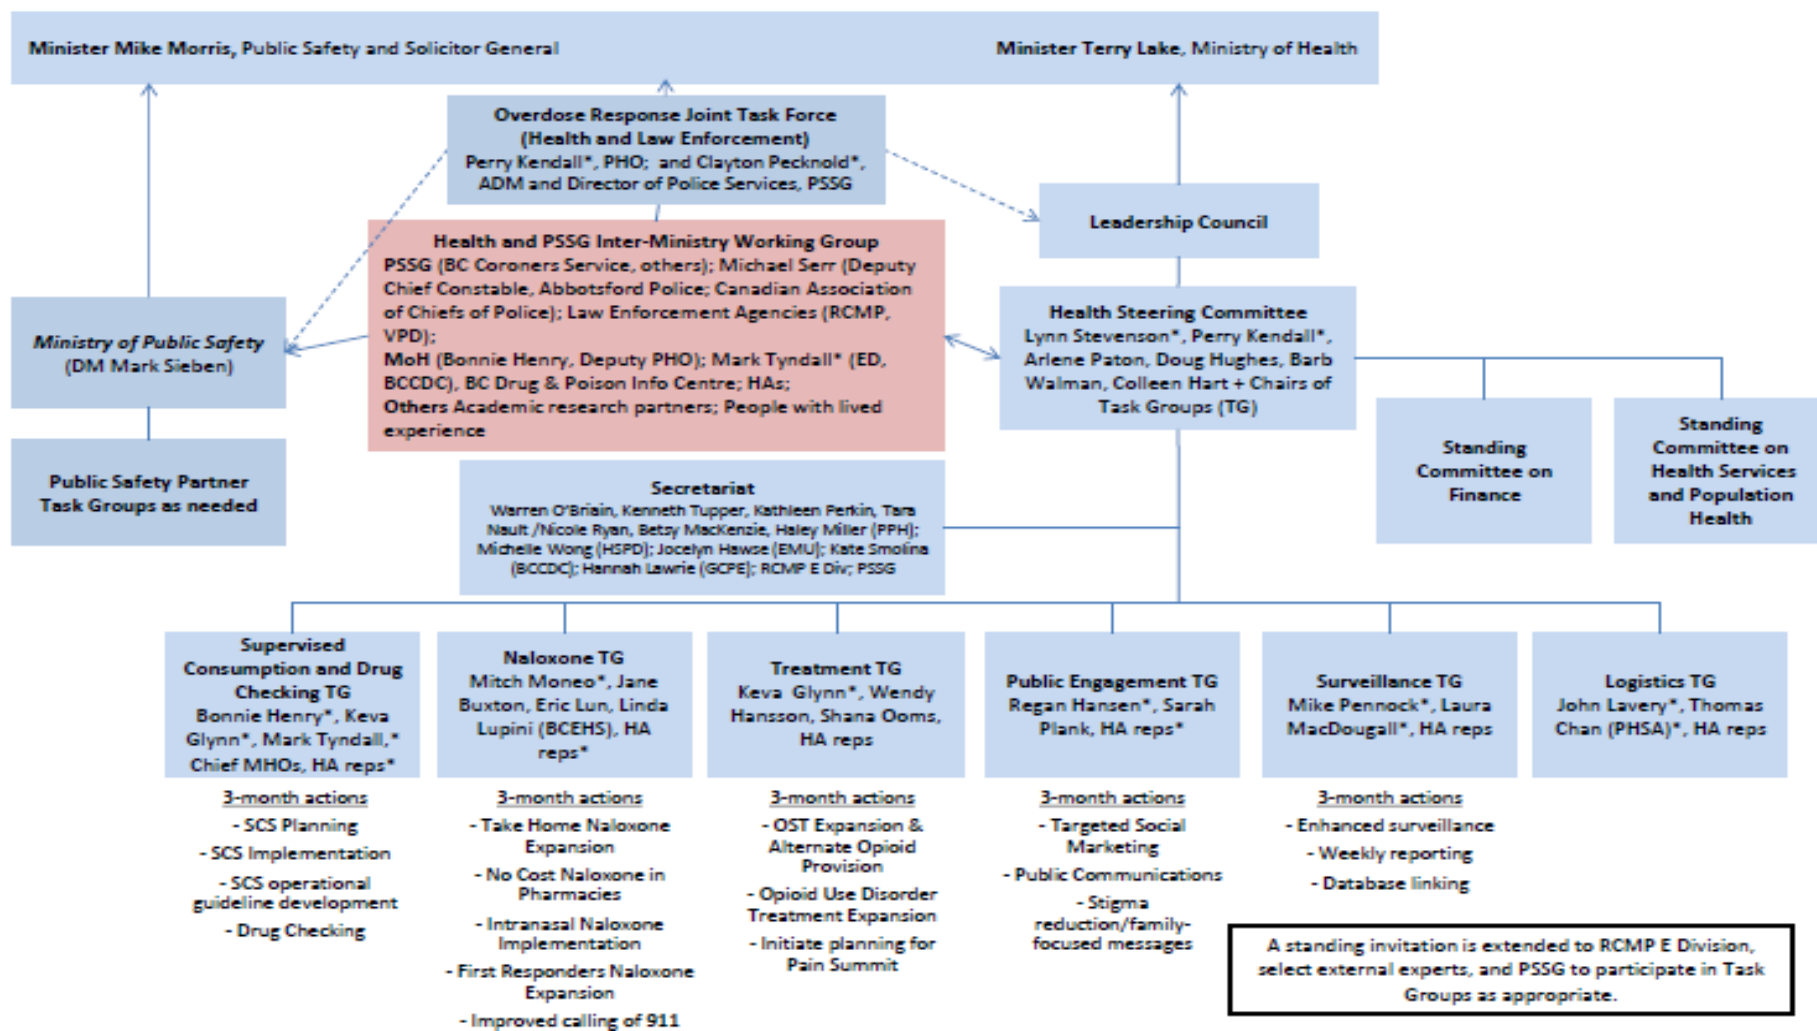 Minister Mike Morris, Public Safety and Solicitor General
Minister Terry Lake, Ministry of Health
Overdose Response Joint Task Force
(Health and Law Enforcement)
Perry Kendall*, PHO; and Clayton Pecknold*,
ADM and Director of Police Services, PSSG
Leadership Council
Health and PSSG Inter-Ministry Working Group
PSSG (BC Coroners Service, others); Michael Serr (Deputy
Chief Constable, Abbotsford Police; Canadian Association
of Chiefs of Police); Law Enforcement Agencies (RCMP,
VPD);
MoH (Bonnie Henry, Deputy PHO); Mark Tyndall* (ED,
BCCDC), BC Drug & Poison Info Centre; HAs;
Others Academic research partners; People with lived
experience
Ministry of Public Safety
(DM Mark Sieben)
Health Steering Committee
Lynn Stevenson*, Perry Kendall*,
Arlene Paton, Doug Hughes, Barb
Walman, Colleen Hart + Chairs of
Task Groups (TG)
Public Safety Partner
Task Groups as needed
Standing
Committee on
Finance
Standing
Committee on
Health Services
and Population
Health
Secretariat
Warren O'Briain, Kenneth Tupper, Kathleen Perkin, Tara
Nault /Nicole Ryan, Betsy MacKenzie, Haley Miller (PPH);
Michelle Wong (HSPD); Jocelyn Hawse (EMU); Kate Smolina
(BCCDC); Hannah Lawrie (GCPE); RCMP E Div; PSSG
Supervised
Consumption and Drug
Checking TG
Bonnie Henry*, Keva
Glynn*, Mark Tyndall,*
Chief MHOs, HA reps*
3-month actions
- SCS Planning
- SCS Implementation
- SCS operational
guideline development
- Drug Checking
Naloxone TG
Mitch Moneo*, Jane
Buxton, Eric Lun, Linda
Lupini (BCEHS), HA
reps*
3-month actions
- Take Home Naloxone
Expansion
- No Cost Naloxone in
Pharmacies
- Intranasal Naloxone
Implementation
- First Responders Naloxone
Expansion
- Improved calling of 911
Treatment TG
Keva Glynn*, Wendy
Hansson, Shana Ooms,
HA reps
3-month actions
- OST Expansion &
Alternate Opioid
Provision
- Opioid Use Disorder
Treatment Expansion
- Initiate planning for
Pain Summit
Public Engagement TG
Regan Hansen*, Sarah
Plank, HA reps*
3-month actions
- Targeted Social
Marketing
- Public Communications
- Stigma
reduction/family-
focused messages
Surveillance TG
Mike Pennock*, Laura
MacDougall*, HA reps
3-month actions
- Enhanced surveillance
- Weekly reporting
- Database linking
Logistics TG
John Lavery*, Thomas
Chan (PHSA)*, HA reps
A standing invitation is extended to RCMP E Division,
select external experts, and PSSG to participate in Task
Groups as appropriate.